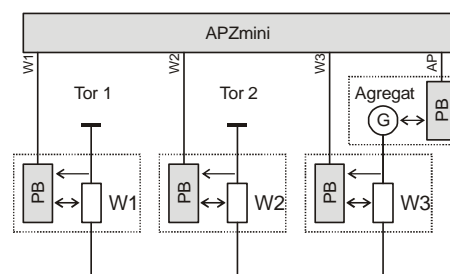 APZmini
W1
W2
W3
AP
Tor 1
Tor 2
Agregat
G
PB
PB
W1
PB
W2
PB
W3